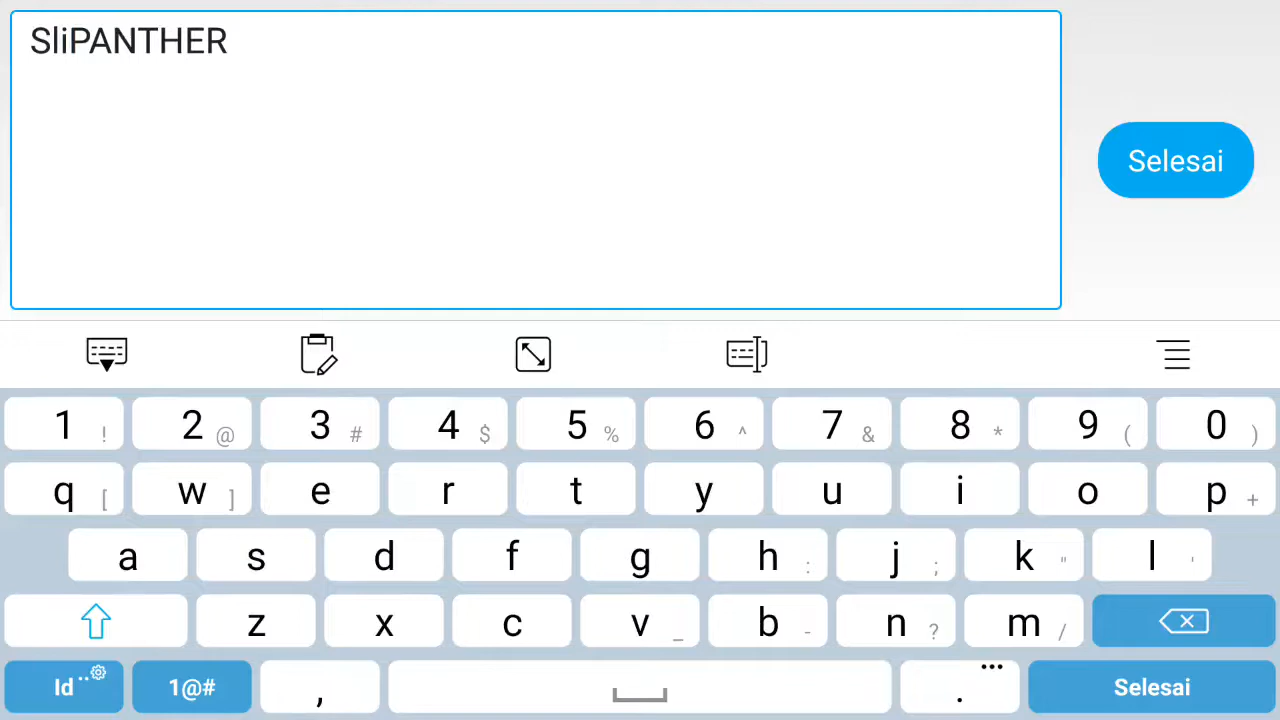 SliPANTHER
Selesai
1 ! 2 @ 3 # 4 $ 5 % 6 ^ 7 & 8 * 9 ( 0 )
q [ w ] e r t y u i o p +
a s d f g h : j ; k " l '
z x c v _ b - n ? m /
Id 1@# , . ... Selesai